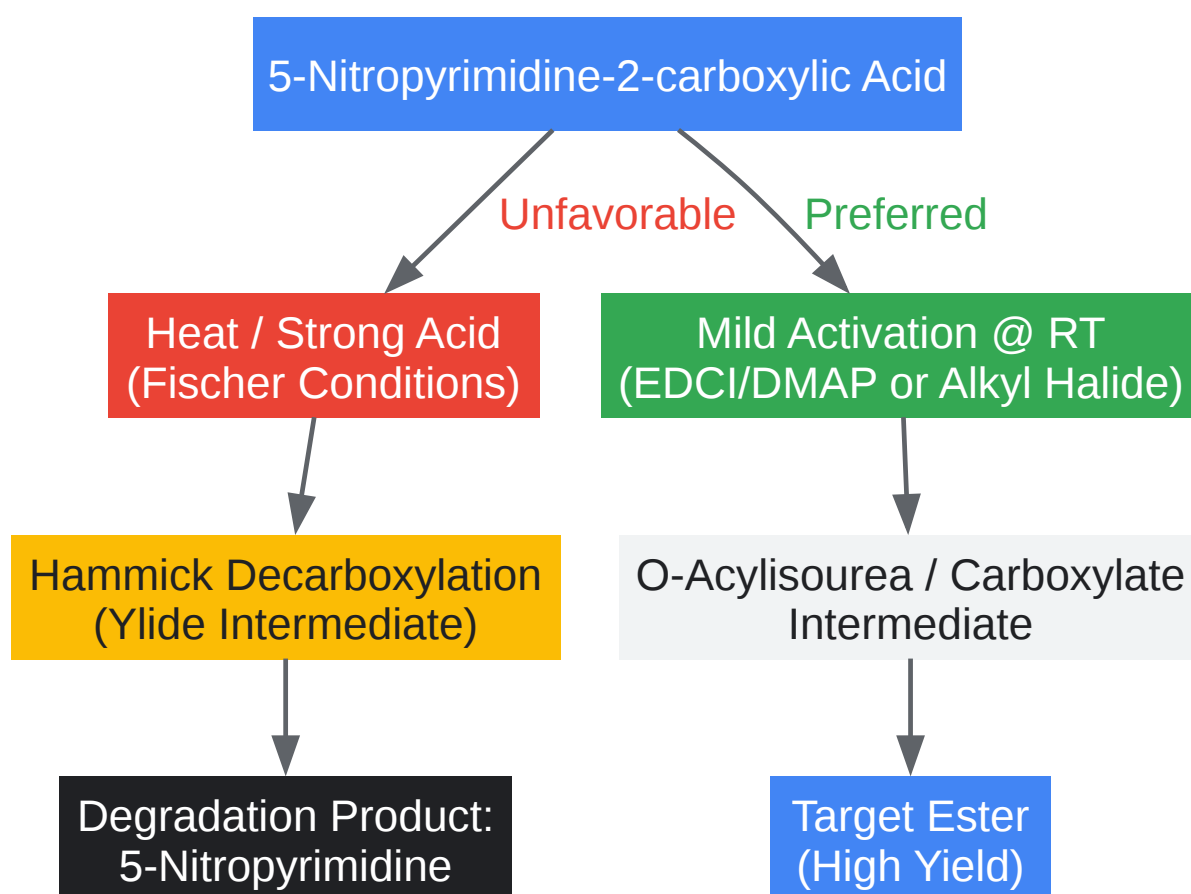 5-Nitropyrimidine-2-carboxylic Acid
Unfavorable
Preferred
Heat / Strong Acid
(Fischer Conditions)
Mild Activation @ RT
(EDCI/DMAP or Alkyl Halide)
Hammick Decarboxylation
(Ylide Intermediate)
O-Acylisourea / Carboxylate
Intermediate
Degradation Product:
5-Nitropyrimidine
Target Ester
(High Yield)